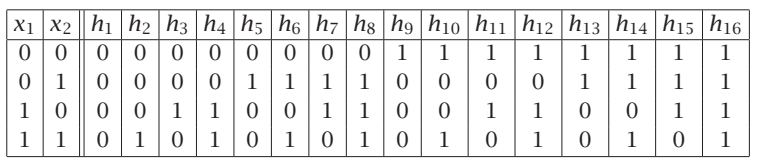 x₁ x₂ h₁ h₂ h₃ h₄ h₅ h₆ h₇ h₈ h₉ h₁₀ h₁₁ h₁₂ h₁₃ h₁₄ h₁₅ h₁₆
0 0 0 0 0 0 0 0 0 0 1 1 1 1 1 1 1 1
0 1 0 0 0 0 1 1 1 1 0 0 0 0 1 1 1 1
1 0 0 0 1 1 0 0 1 1 0 0 1 1 0 0 1 1
1 1 0 1 0 1 0 1 0 1 0 1 0 1 0 1 0 1